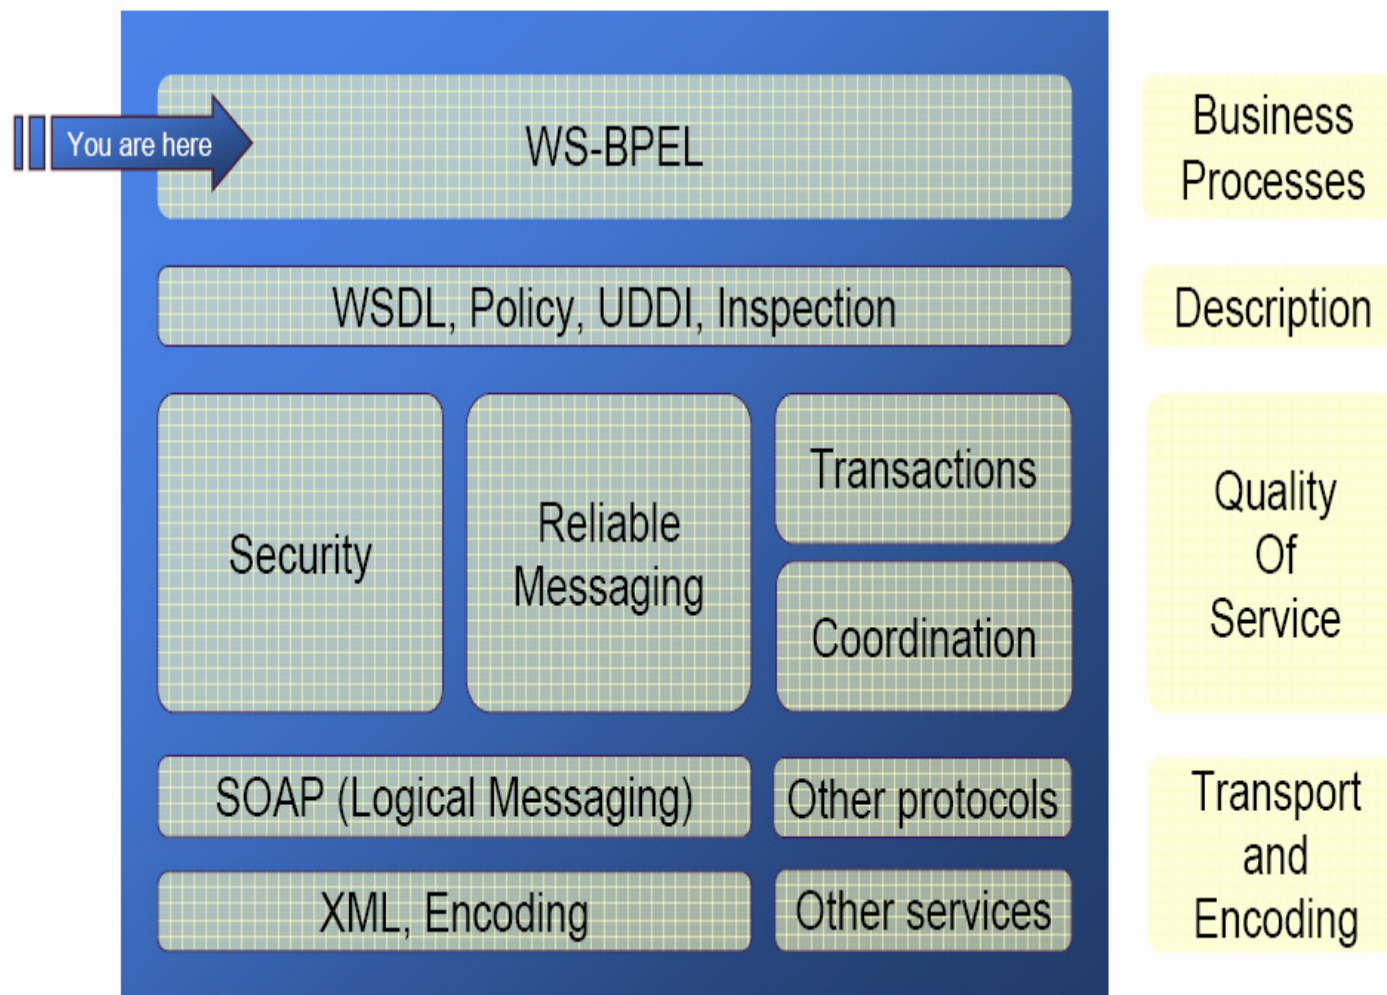 You are here
WS-BPEL
Business
Processes
WSDL, Policy, UDDI, Inspection
Description
Security
Reliable
Messaging
Transactions
Coordination
Quality
Of
Service
SOAP (Logical Messaging)
Other protocols
XML, Encoding
Other services
Transport
and
Encoding